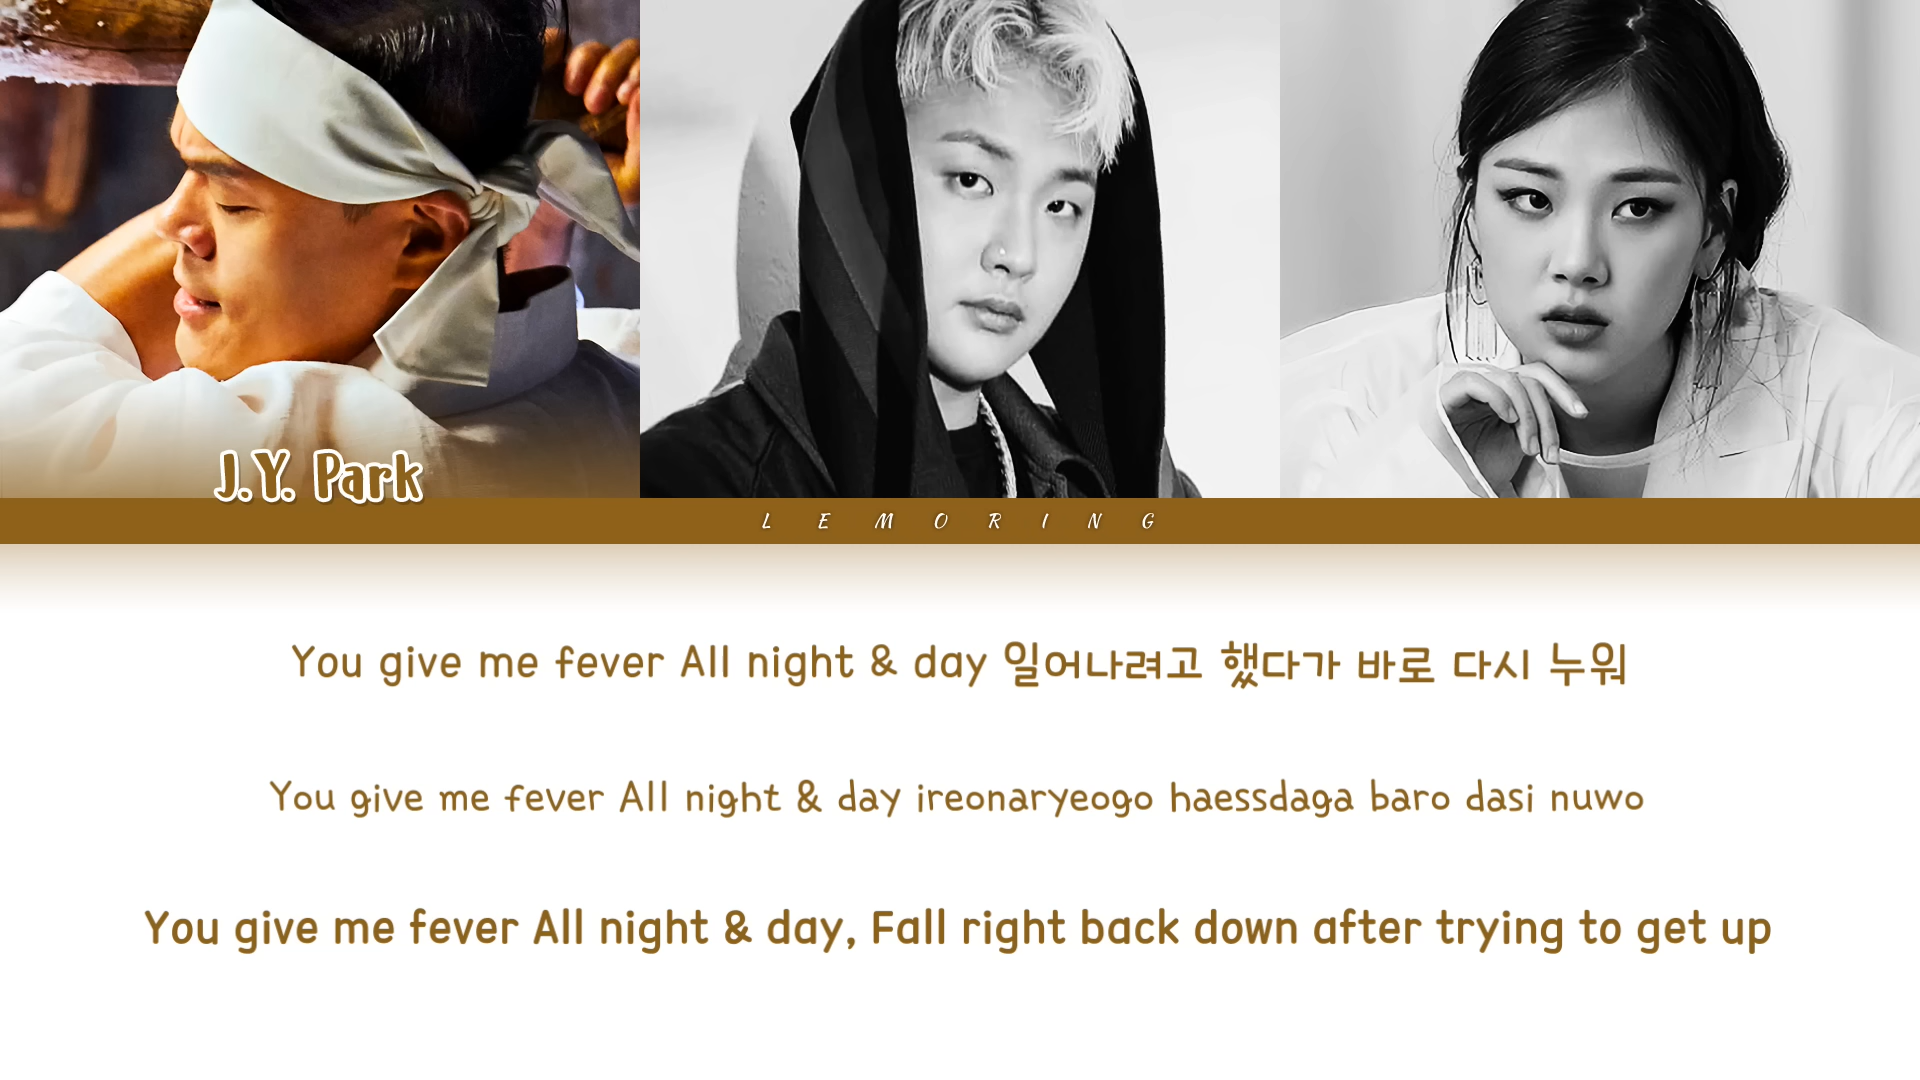 J.Y. Park
LEMORING
You give me fever All night & day 일어나려고 했다가 바로 다시 누워
You give me fever All night & day ireonaryeogo haessdaga baro dasi nuwo
You give me fever All night & day, Fall right back down after trying to get up